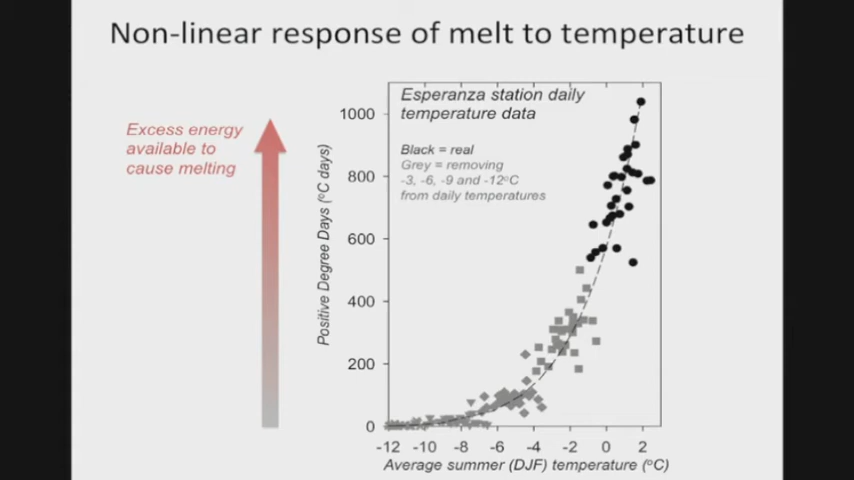 Non-linear response of melt to temperature
Excess energy
available to
cause melting
Esperanza station daily
temperature data
Black = real
Grey = removing
-3, -6, -9 and -12°C
from daily temperatures
Positive Degree Days (°C days)
1000
800
600
400
200
0
-12 -10 -8 -6 -4 -2 0 2
Average summer (DJF) temperature (°C)